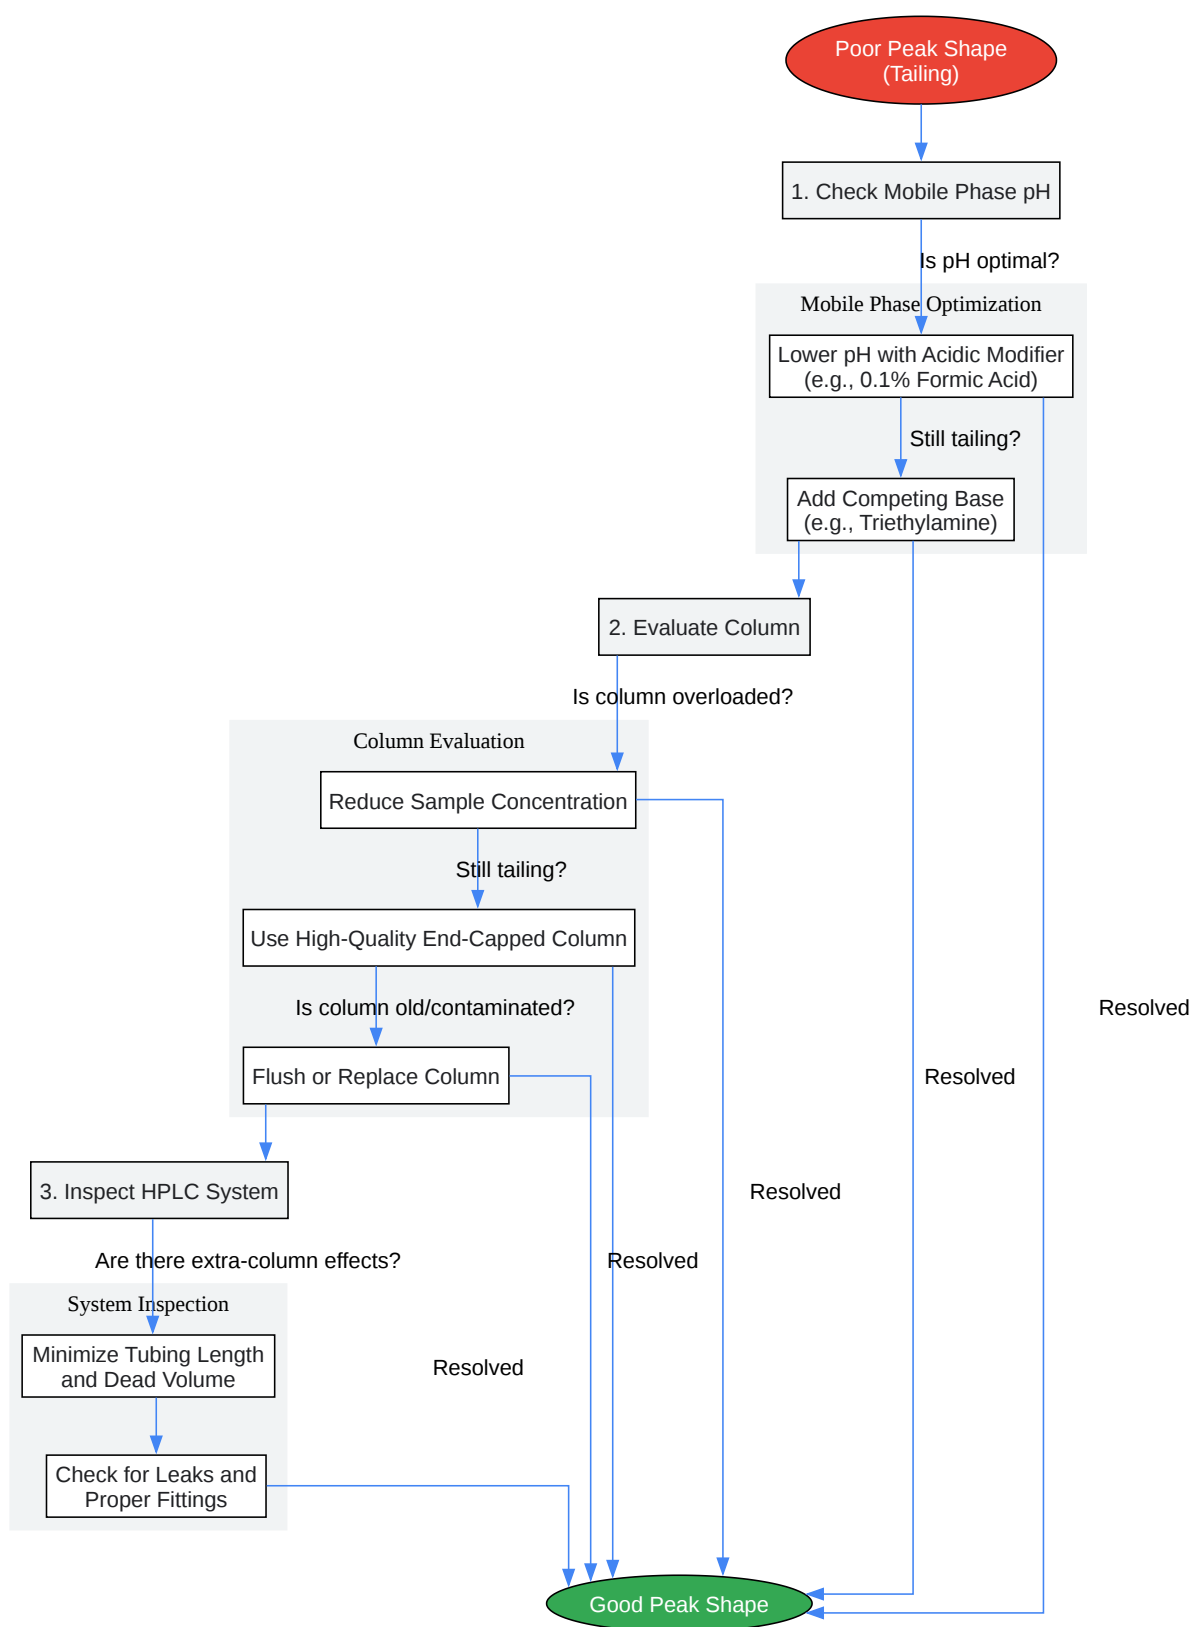 Poor Peak Shape
(Tailing)
1. Check Mobile Phase pH
Is pH optimal?
Mobile Phase Optimization
Lower pH with Acidic Modifier
(e.g., 0.1% Formic Acid)
Still tailing?
Add Competing Base
(e.g., Triethylamine)
2. Evaluate Column
Is column overloaded?
Column Evaluation
Reduce Sample Concentration
Still tailing?
Use High-Quality End-Capped Column
Is column old/contaminated?
Resolved
Flush or Replace Column
Resolved
3. Inspect HPLC System
Resolved
Are there extra-column effects?
Resolved
System Inspection
Minimize Tubing Length
and Dead Volume
Resolved
Check for Leaks and
Proper Fittings
Good Peak Shape